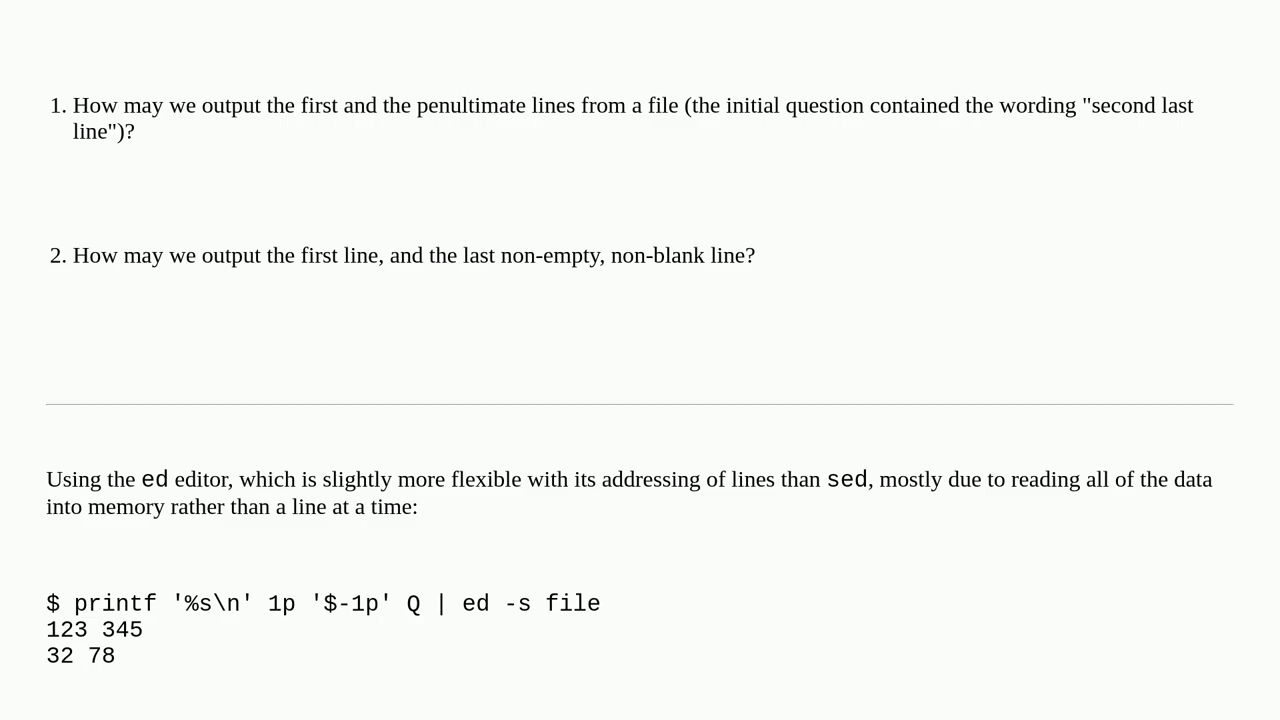 1. How may we output the first and the penultimate lines from a file (the initial question contained the wording "second last
line")?
2. How may we output the first line, and the last non-empty, non-blank line?
Using the ed editor, which is slightly more flexible with its addressing of lines than sed, mostly due to reading all of the data
into memory rather than a line at a time:
$ printf '%s\n' 1p '$-1p' Q | ed -s file
123 345
32 78